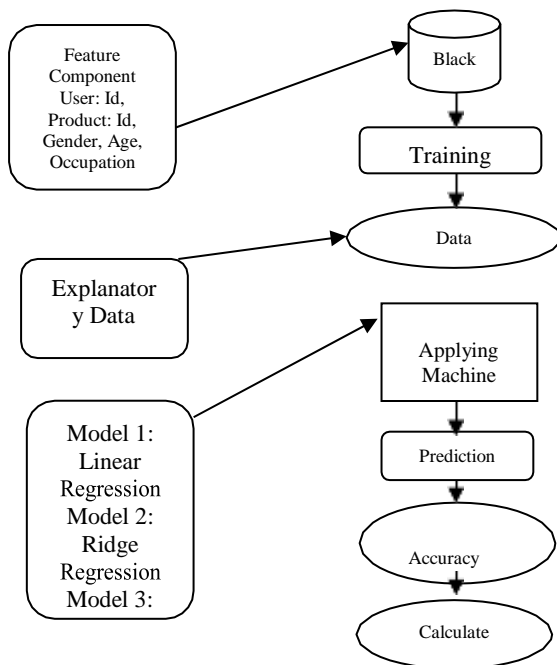 Feature
Component
User: Id,
Product: Id,
Gender, Age,
Occupation
Black
Training
Data
Explanator
y Data
Applying
Machine
Model 1:
Linear
Regression
Model 2:
Ridge
Regression
Model 3:
Prediction
Accuracy
Calculate